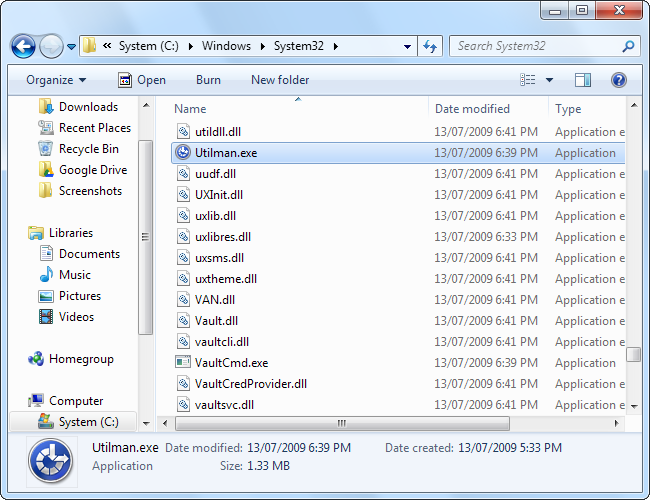 « System (C:) Windows System32 Search System32
Organize Open Burn New folder
Downloads
Recent Places
Recycle Bin
Google Drive
Screenshots
Libraries
Documents
Music
Pictures
Videos
Homegroup
Computer
System (C:)
Name Date modified Type
utildll.dll 13/07/2009 6:41 PM Application e
Utilman.exe 13/07/2009 6:39 PM Application
uudf.dll 13/07/2009 6:41 PM Application e
UXInit.dll 13/07/2009 6:41 PM Application e
uxlib.dll 13/07/2009 6:41 PM Application e
uxlibres.dll 13/07/2009 6:33 PM Application e
uxsms.dll 13/07/2009 6:41 PM Application e
uxtheme.dll 13/07/2009 6:41 PM Application e
VAN.dll 13/07/2009 6:41 PM Application e
Vault.dll 13/07/2009 6:41 PM Application e
vaultcli.dll 13/07/2009 6:41 PM Application e
VaultCmd.exe 13/07/2009 6:39 PM Application
VaultCredProvider.dll 13/07/2009 6:41 PM Application e
vaultsvc.dll 13/07/2009 6:41 PM Application e
Utilman.exe Date modified: 13/07/2009 6:39 PM Date created: 13/07/2009 5:33 PM
Application Size: 1.33 MB